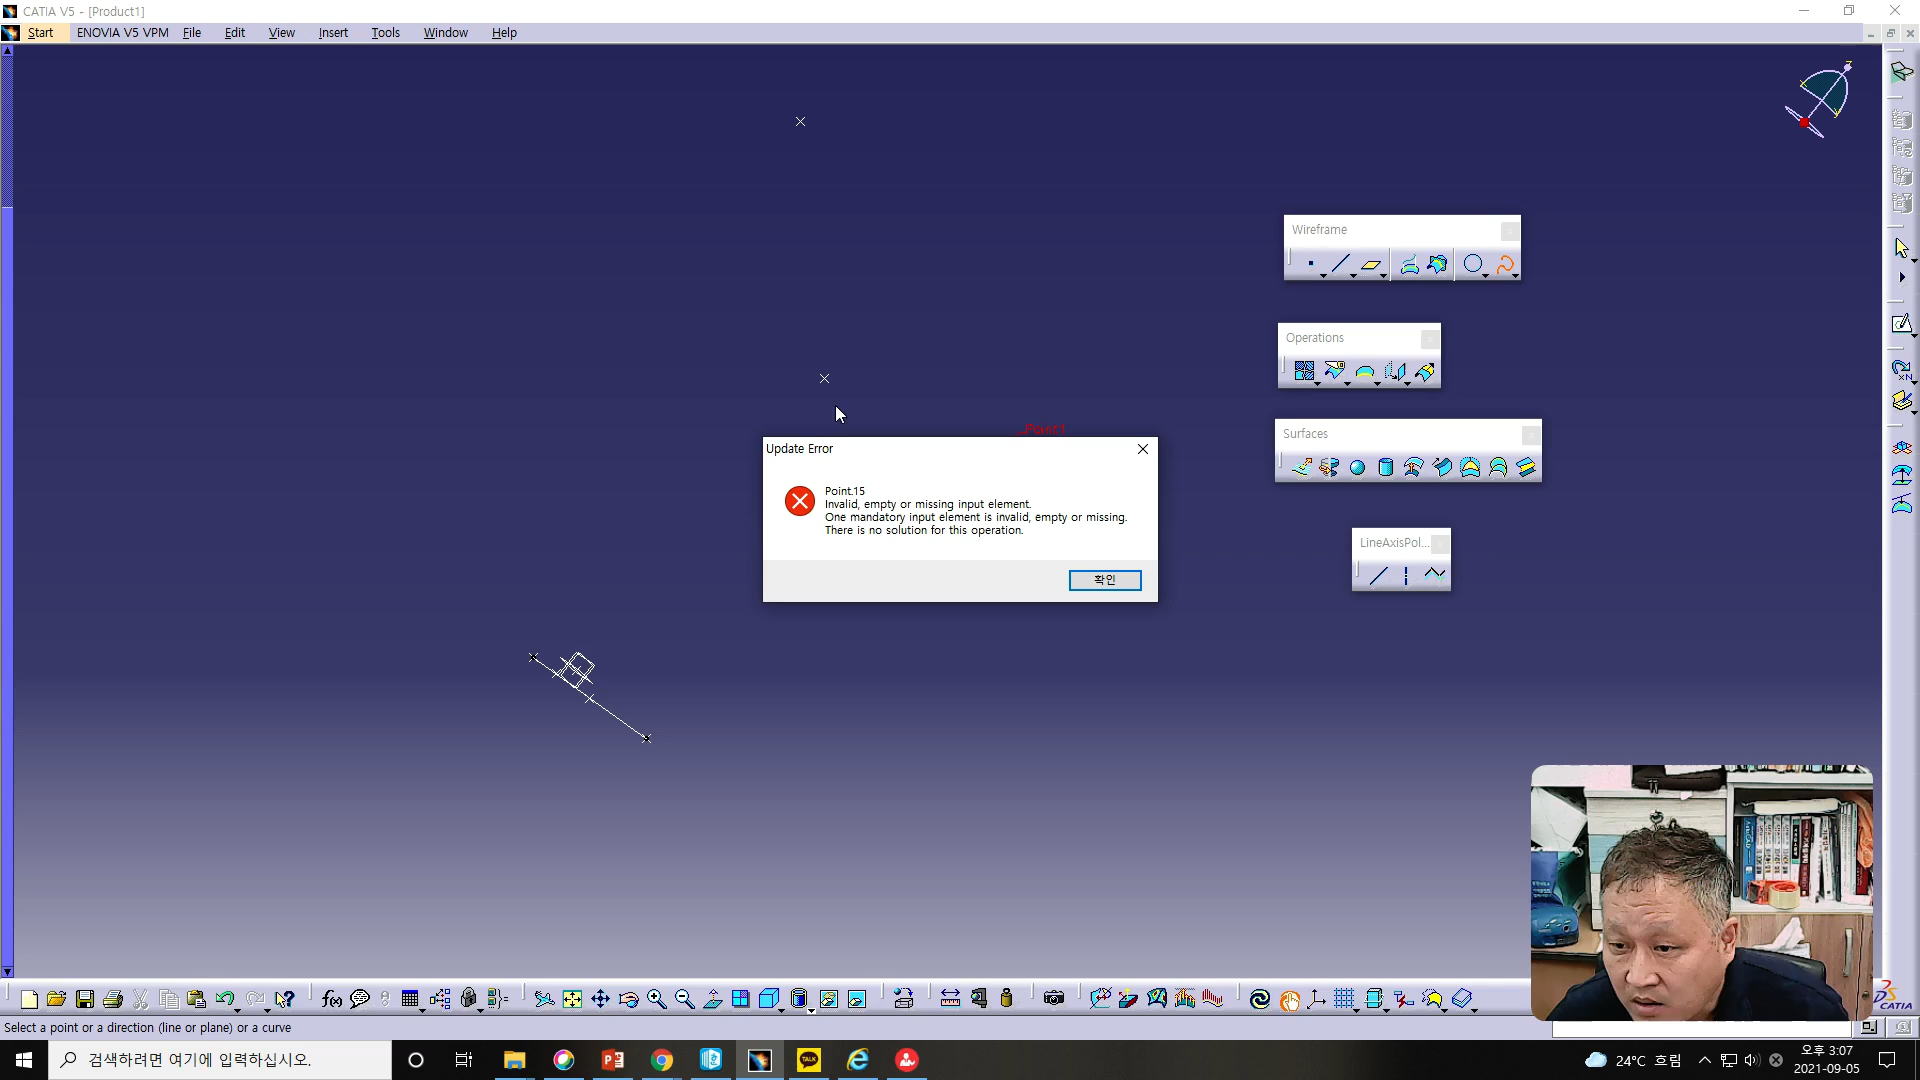 CATIA V5 - [Product1]
Start
ENOVIA V5 VPM
File
Edit
View
Insert
Tools
Window
Help
Wireframe
Operations
Point1
Surfaces
Update Error
Point.15
Invalid, empty or missing input element.
One mandatory input element is invalid, empty or missing.
There is no solution for this operation.
확인
LineAxisPol...
f(x)
CATIA
Select a point or a direction (line or plane) or a curve
검색하려면 여기에 입력하십시오.
TALK
24°C 흐림
오후 3:07
2021-09-05